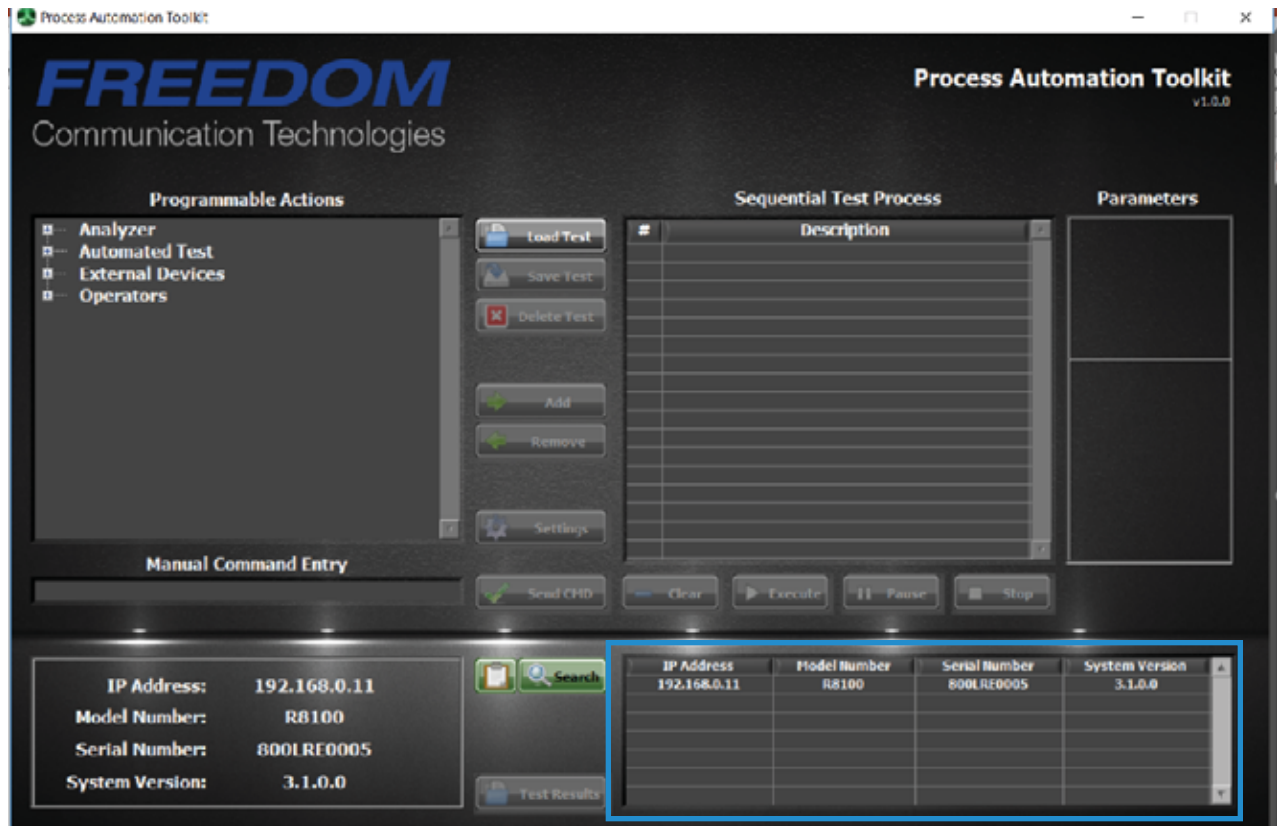 Process Automation Toolkit
FREEDOM
Communication Technologies
Process Automation Toolkit
v1.0.0
Programmable Actions
Sequential Test Process
Parameters
Analyzer
Automated Test
External Devices
Operators
Load Test
Save Test
Delete Test
Add
Remove
Settings
# Description
Manual Command Entry
Send CMD
Clear
Execute
Pause
Stop
IP Address: 192.168.0.11
Model Number: R8100
Serial Number: 800LRE0005
System Version: 3.1.0.0
Search
Test Results
IP Address Model Number Serial Number System Version
192.168.0.11 R8100 800LRE0005 3.1.0.0